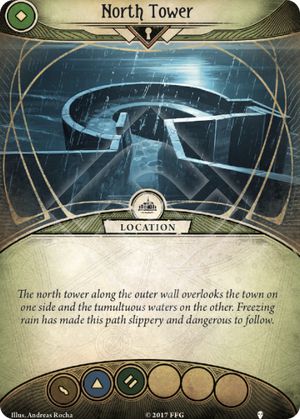 North Tower
LOCATION
The north tower along the outer wall overlooks the town on
one side and the tumultuous waters on the other. Freezing
rain has made this path slippery and dangerous to follow.
Illus. Andreas Rocha
© 2017 FFG